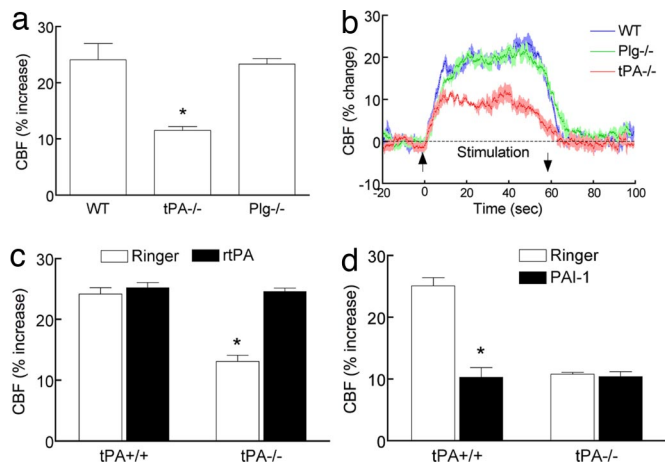 a
CBF (% increase)
30
20
10
0
*
WT
tPA-/-
Plg-/-
b
CBF (% change)
30
20
10
0
-10
WT
Plg-/-
tPA-/-
Stimulation
-20 0 20 40 60 80 100
Time (sec)
c
Ringer rtPA
CBF (% increase)
30
20
10
0
*
tPA+/+
tPA-/-
d
Ringer
PAI-1
CBF (% increase)
30
20
10
0
*
tPA+/+
tPA-/-